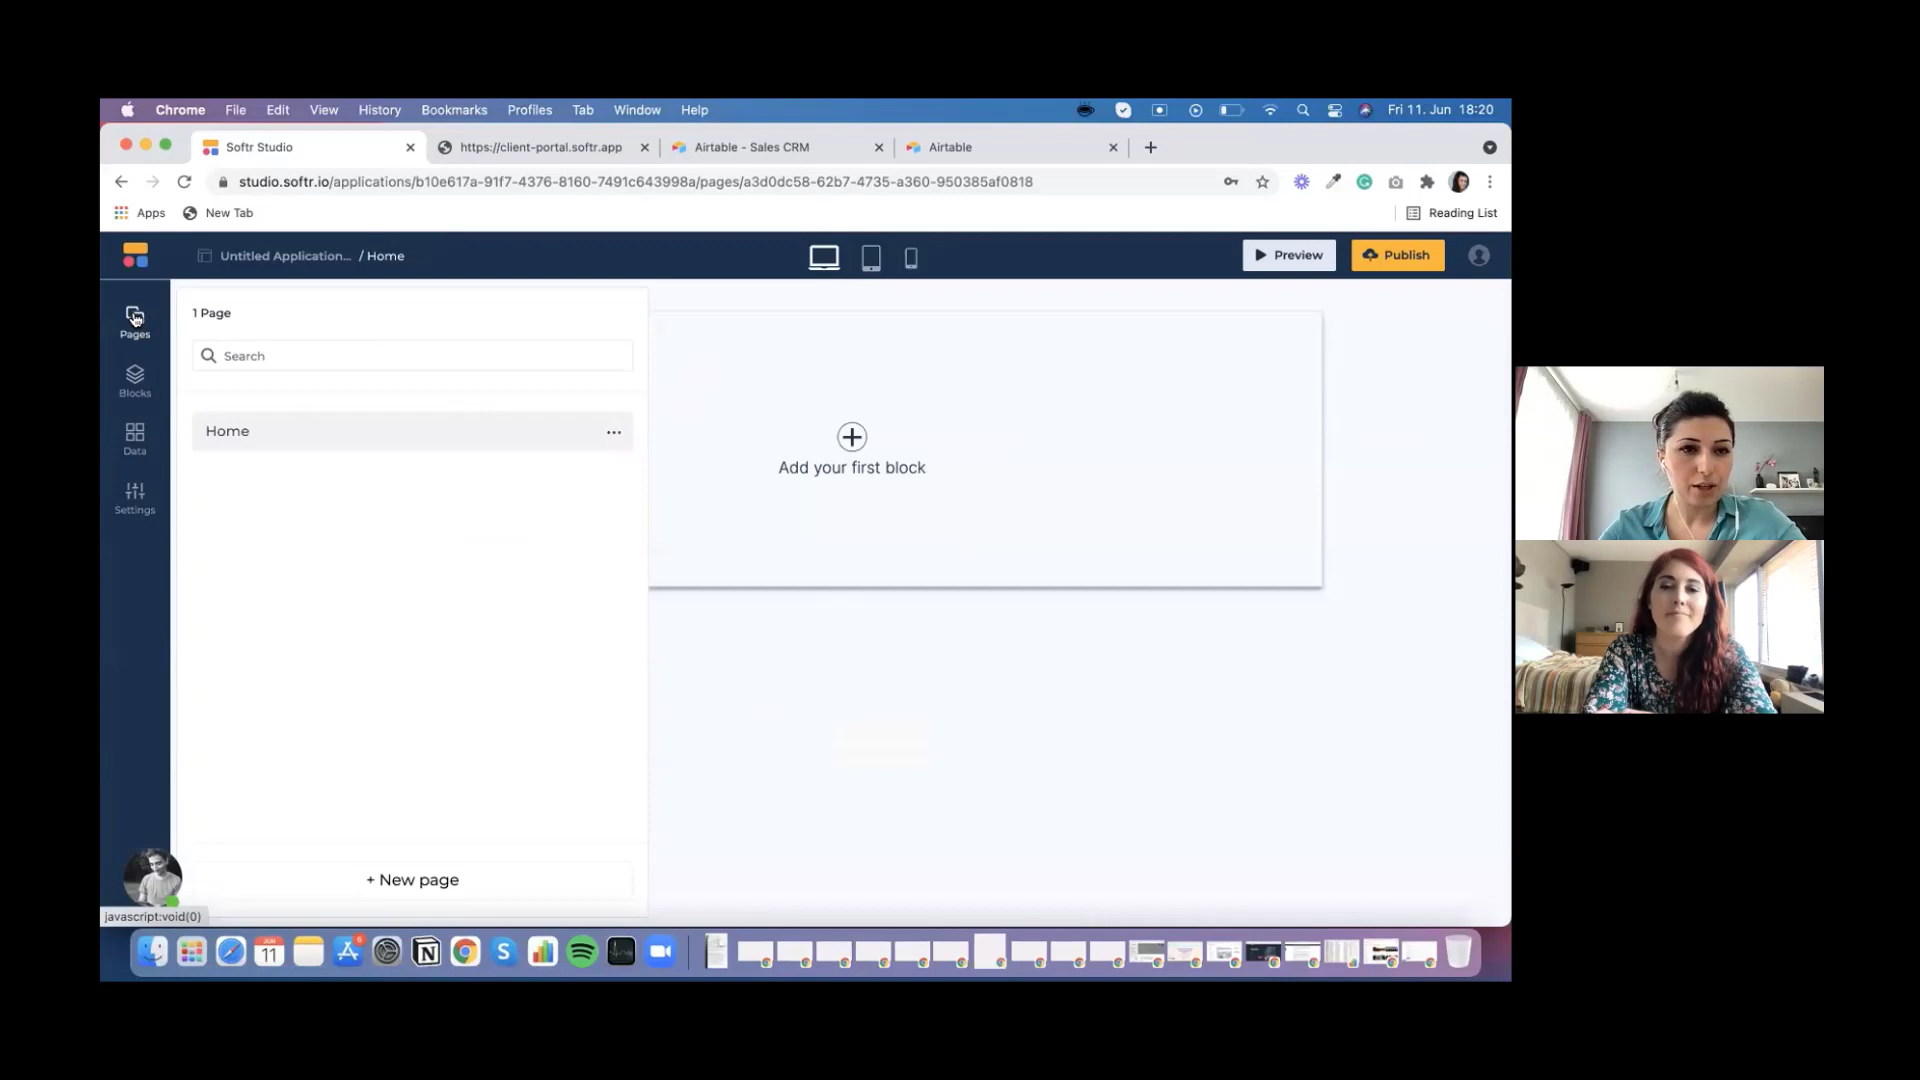 Chrome File Edit View History Bookmarks Profiles Tab Window Help Fri 11. Jun 18:20
Softr Studio https://client-portal.softr.app Airtable - Sales CRM Airtable
studio.softr.io/applications/b10e617a-91f7-4376-8160-7491c643998a/pages/a3d0dc58-62b7-4735-a360-950385af0818
Apps New Tab Reading List
Untitled Application... / Home Preview Publish
Pages
Blocks
Data
Settings
1 Page
Search
Home
+ New page
Add your first block
javascript:void(0)
JUN
11